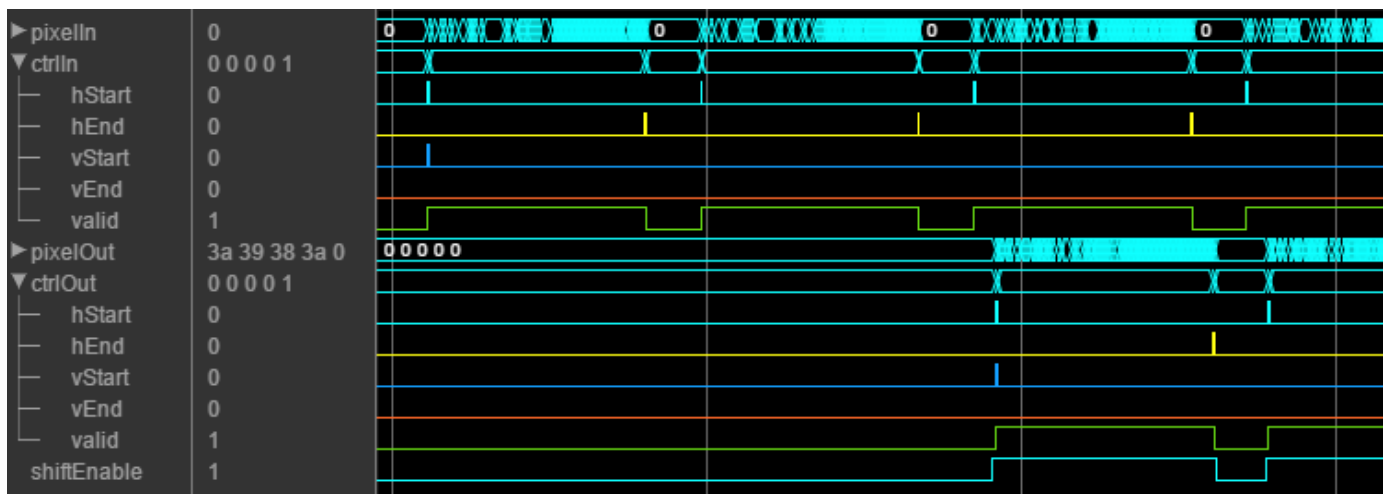 pixelIn 0 0 0 0 0
ctrlIn 0 0 0 0 1
hStart 0
hEnd 0
vStart 0
vEnd 0
valid 1
pixelOut 3a 39 38 3a 0 0 0 0 0 0
ctrlOut 0 0 0 0 1
hStart 0
hEnd 0
vStart 0
vEnd 0
valid 1
shiftEnable 1